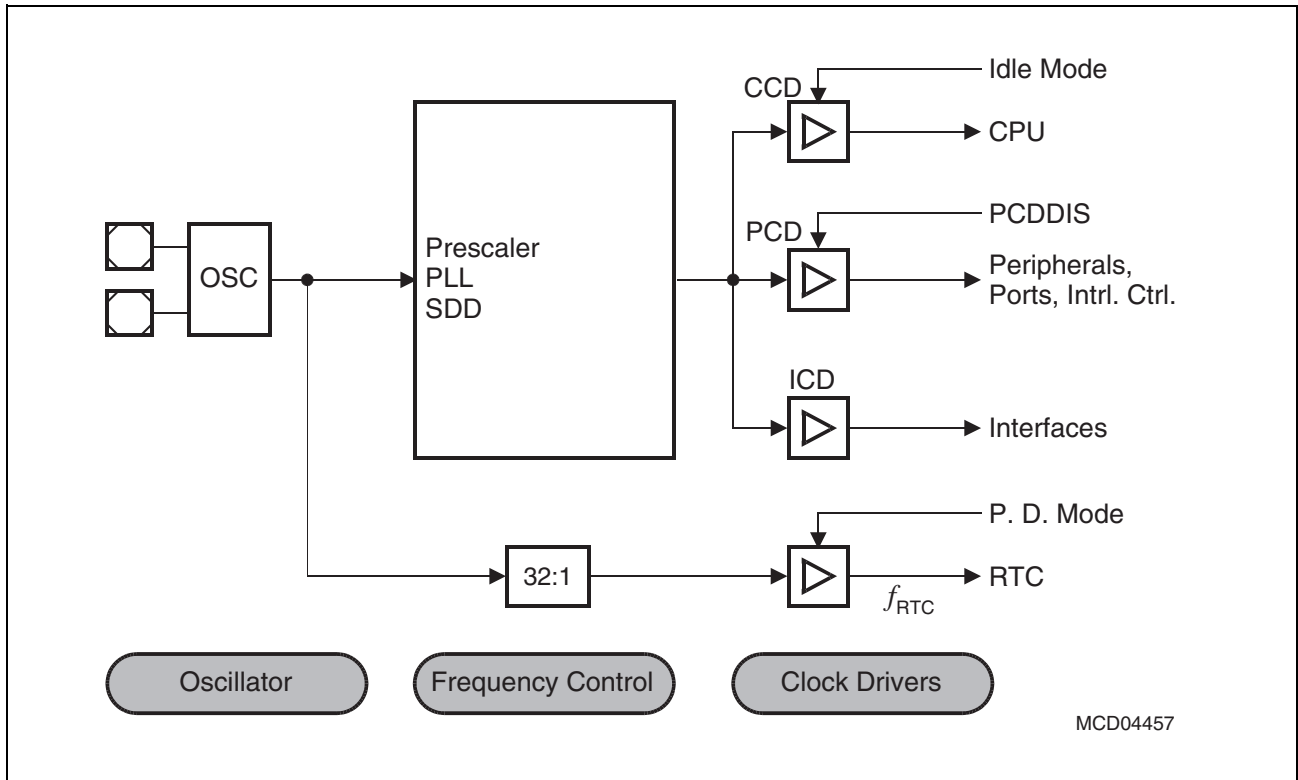 Idle Mode
CCD
CPU
PCDDIS
PCD
OSC
Prescaler
PLL
SDD
Peripherals,
Ports, Intrl. Ctrl.
ICD
Interfaces
P. D. Mode
32:1
RTC
fRTC
Oscillator
Frequency Control
Clock Drivers
MCD04457